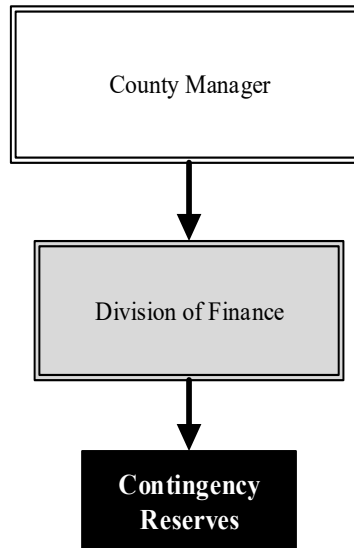 County Manager
Division of Finance
Contingency
Reserves